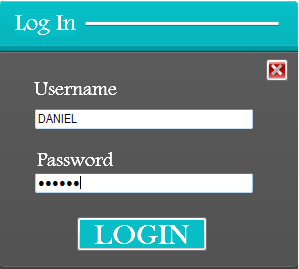 Log In
Username
DANIEL
Password
••••••
LOGIN